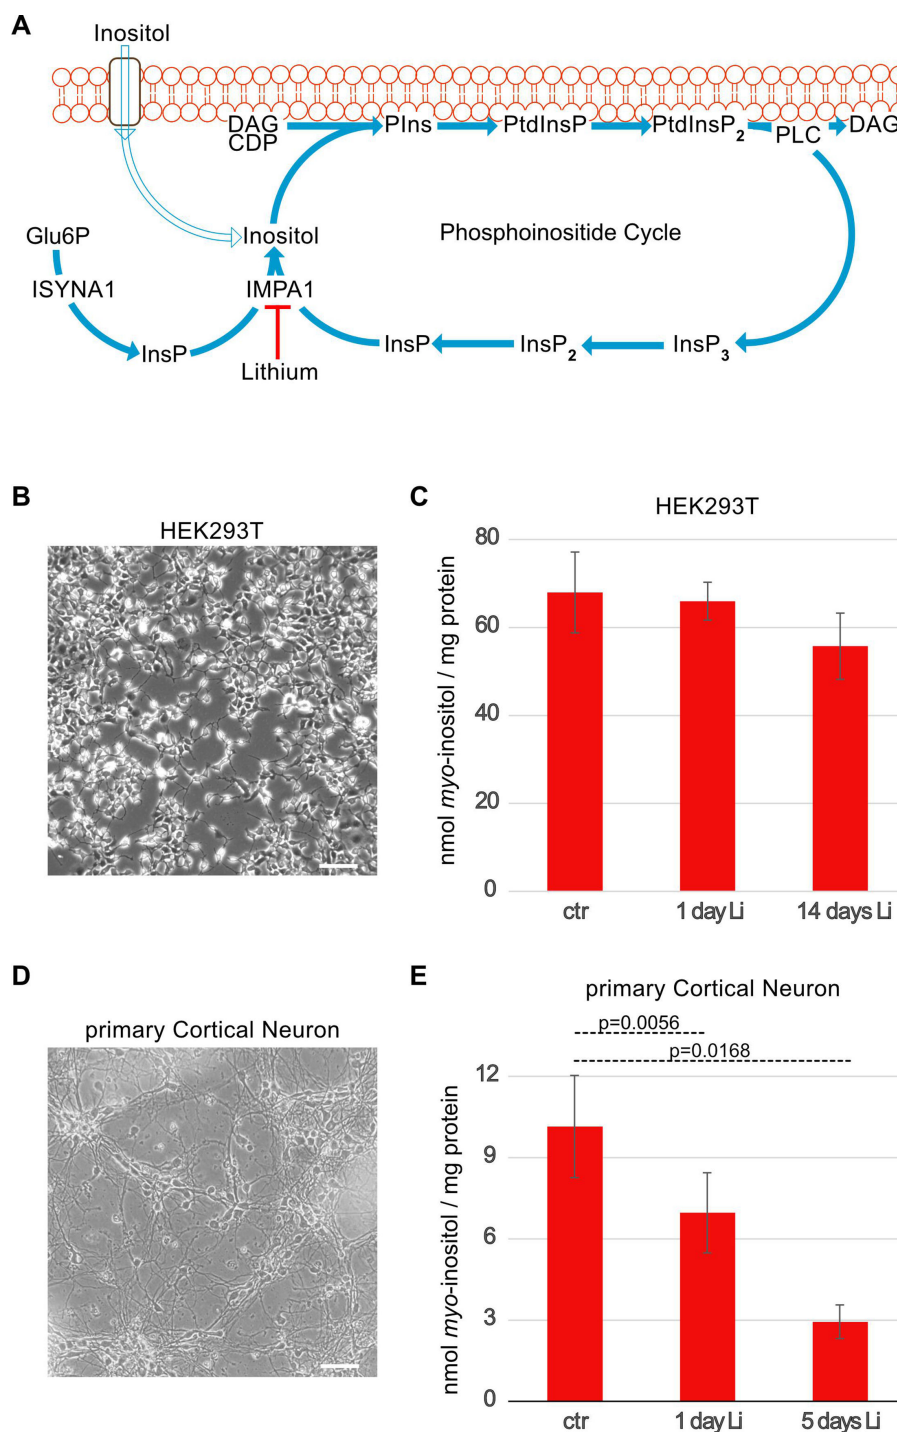 A
Inositol
DAG
CDP
PIns
PtdInsP
PtdInsP2
PLC
DAG
Glu6P
Inositol
Phosphoinositide Cycle
ISYNA1
IMPA1
InsP
InsP
InsP2
InsP3
Lithium
B
HEK293T
C
HEK293T
nmol myo-inositol / mg protein
80
60
40
20
0
ctr
1 day Li
14 days Li
D
primary Cortical Neuron
E
primary Cortical Neuron
p=0.0056
p=0.0168
nmol myo-inositol / mg protein
12
9
6
3
0
ctr
1 day Li
5 days Li